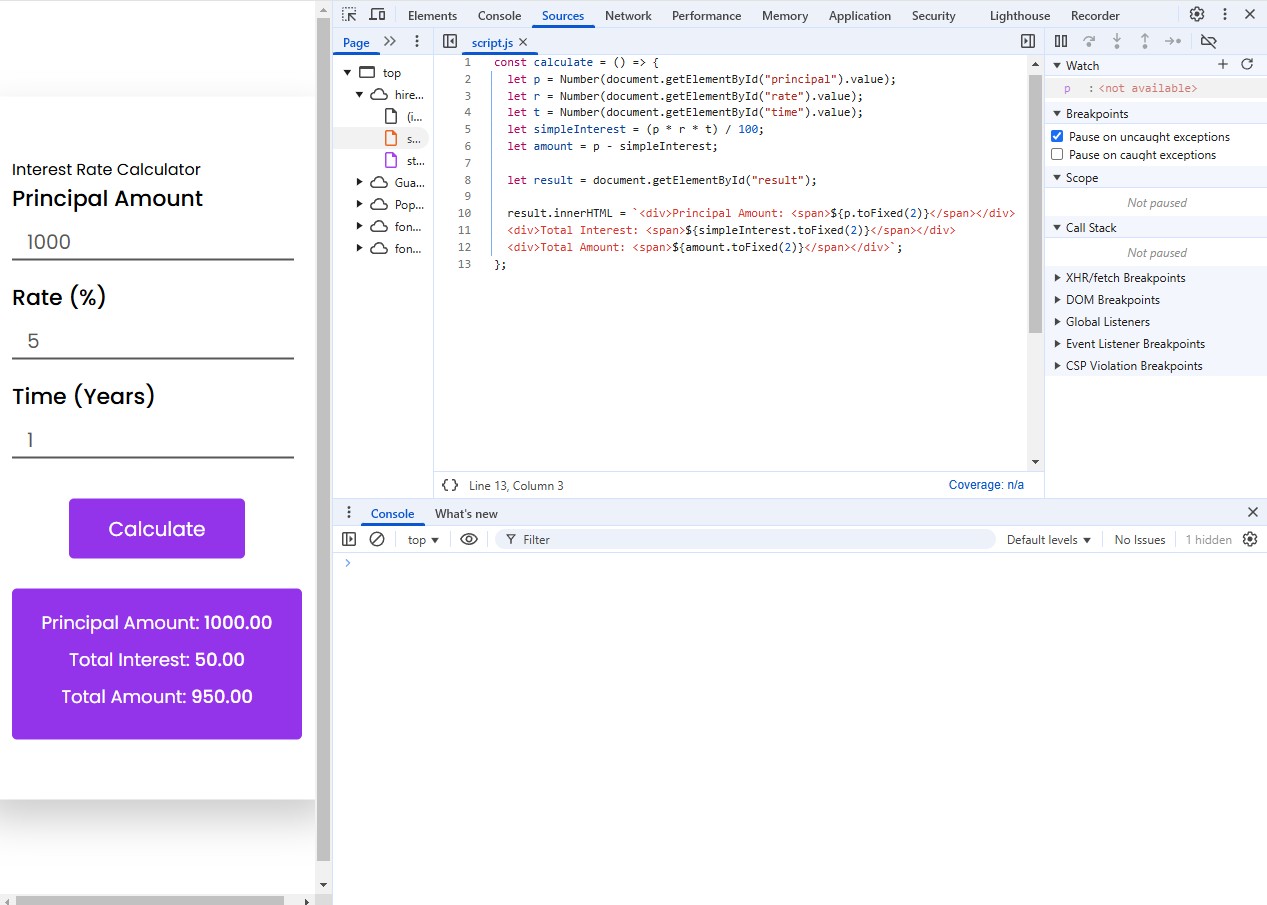 Interest Rate Calculator
Principal Amount
1000
Rate (%)
5
Time (Years)
1
Calculate
Principal Amount: 1000.00
Total Interest: 50.00
Total Amount: 950.00
Elements Console Sources Network Performance Memory Application Security Lighthouse Recorder
Page
script.js
top
hire...
(i...
s...
st...
Gua...
Pop...
fon...
fon...
1 const calculate = () => {
2 let p = Number(document.getElementById("principal").value);
3 let r = Number(document.getElementById("rate").value);
4 let t = Number(document.getElementById("time").value);
5 let simpleInterest = (p * r * t) / 100;
6 let amount = p - simpleInterest;
7
8 let result = document.getElementById("result");
9
10 result.innerHTML = `<div>Principal Amount: <span>${p.toFixed(2)}</span></div>
11 <div>Total Interest: <span>${simpleInterest.toFixed(2)}</span></div>
12 <div>Total Amount: <span>${amount.toFixed(2)}</span></div>`;
13 };
{} Line 13, Column 3 Coverage: n/a
Watch
p : <not available>
Breakpoints
Pause on uncaught exceptions
Pause on caught exceptions
Scope
Not paused
Call Stack
Not paused
XHR/fetch Breakpoints
DOM Breakpoints
Global Listeners
Event Listener Breakpoints
CSP Violation Breakpoints
Console What's new
top Filter Default levels No Issues 1 hidden